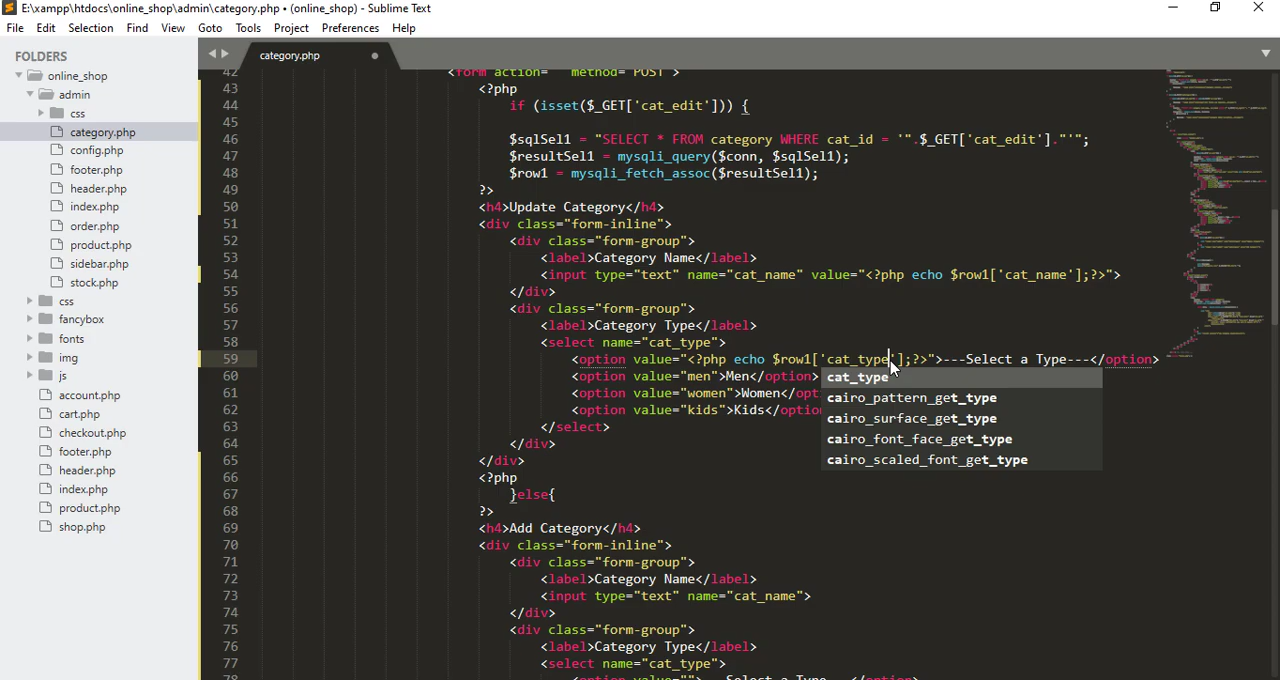 E:\xampp\htdocs\online_shop\admin\category.php • (online_shop) - Sublime Text
File Edit Selection Find View Goto Tools Project Preferences Help
FOLDERS
online_shop
admin
css
category.php
config.php
footer.php
header.php
index.php
order.php
product.php
sidebar.php
stock.php
css
fancybox
fonts
img
js
account.php
cart.php
checkout.php
footer.php
header.php
index.php
product.php
shop.php
category.php
42 <form action= method="POST">
43 <?php
44 if (isset($_GET['cat_edit'])) {
45
46 $sqlSel1 = "SELECT * FROM category WHERE cat_id = '".$_GET['cat_edit']."'";
47 $resultSel1 = mysqli_query($conn, $sqlSel1);
48 $row1 = mysqli_fetch_assoc($resultSel1);
49 ?>
50 <h4>Update Category</h4>
51 <div class="form-inline">
52 <div class="form-group">
53 <label>Category Name</label>
54 <input type="text" name="cat_name" value="<?php echo $row1['cat_name'];?>">
55 </div>
56 <div class="form-group">
57 <label>Category Type</label>
58 <select name="cat_type">
59 <option value="<?php echo $row1['cat_type'];?>">---Select a Type---</option>
60 <option value="men">Men</option>
61 <option value="women">Women</opti
62 <option value="kids">Kids</option
63 </select>
64 </div>
65 </div>
66 <?php
67 }else{
68 ?>
69 <h4>Add Category</h4>
70 <div class="form-inline">
71 <div class="form-group">
72 <label>Category Name</label>
73 <input type="text" name="cat_name">
74 </div>
75 <div class="form-group">
76 <label>Category Type</label>
77 <select name="cat_type">
78 <option value="">---Select a Type---</option>
cat_type
cairo_pattern_get_type
cairo_surface_get_type
cairo_font_face_get_type
cairo_scaled_font_get_type